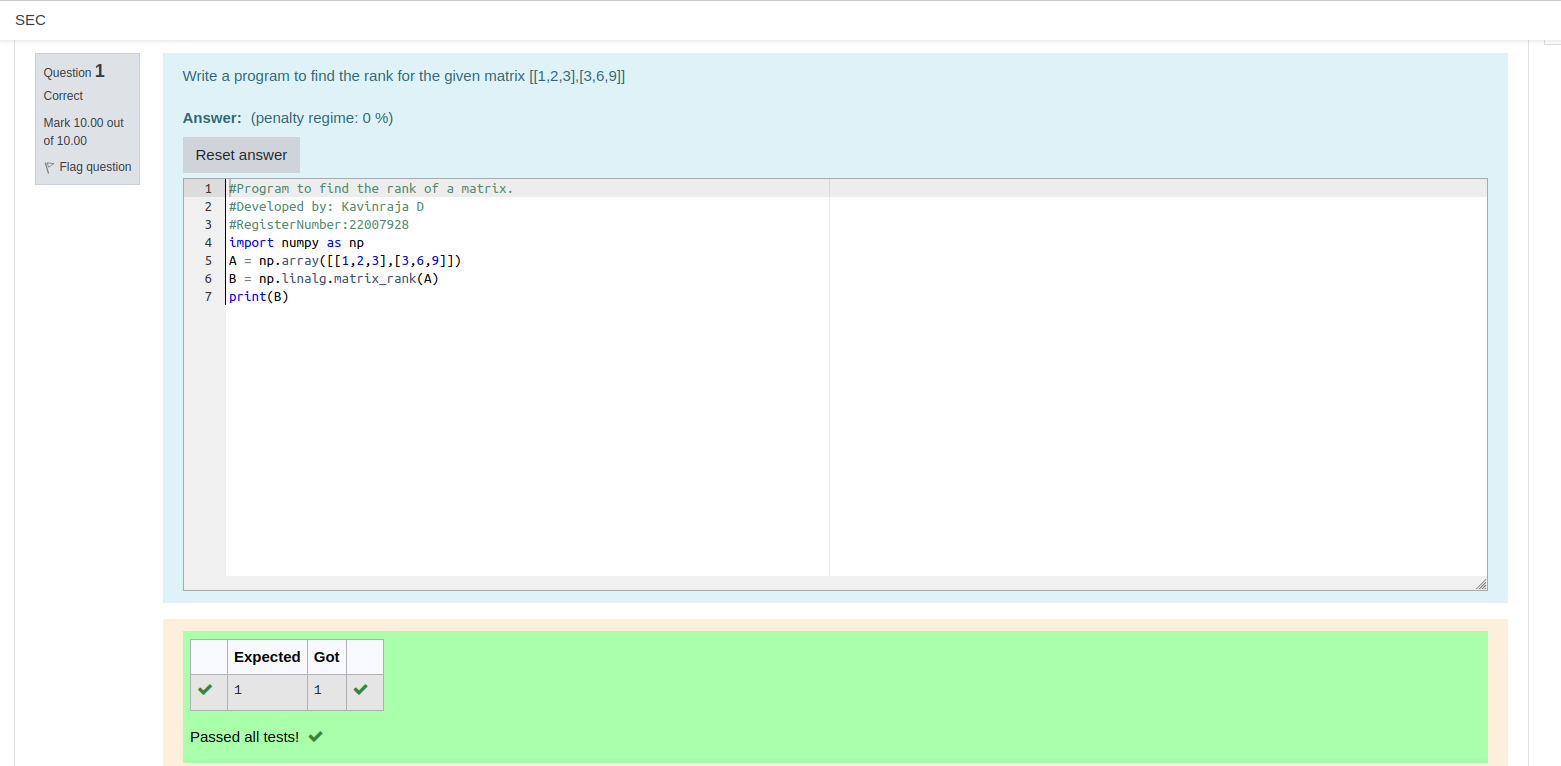 SEC
Question 1
Correct
Mark 10.00 out
of 10.00
Flag question
Write a program to find the rank for the given matrix [[1,2,3],[3,6,9]]
Answer: (penalty regime: 0 %)
Reset answer
1 #Program to find the rank of a matrix.
2 #Developed by: Kavinraja D
3 #RegisterNumber:22007928
4 import numpy as np
5 A = np.array([[1,2,3],[3,6,9]])
6 B = np.linalg.matrix_rank(A)
7 print(B)
Expected Got
1 1
Passed all tests!